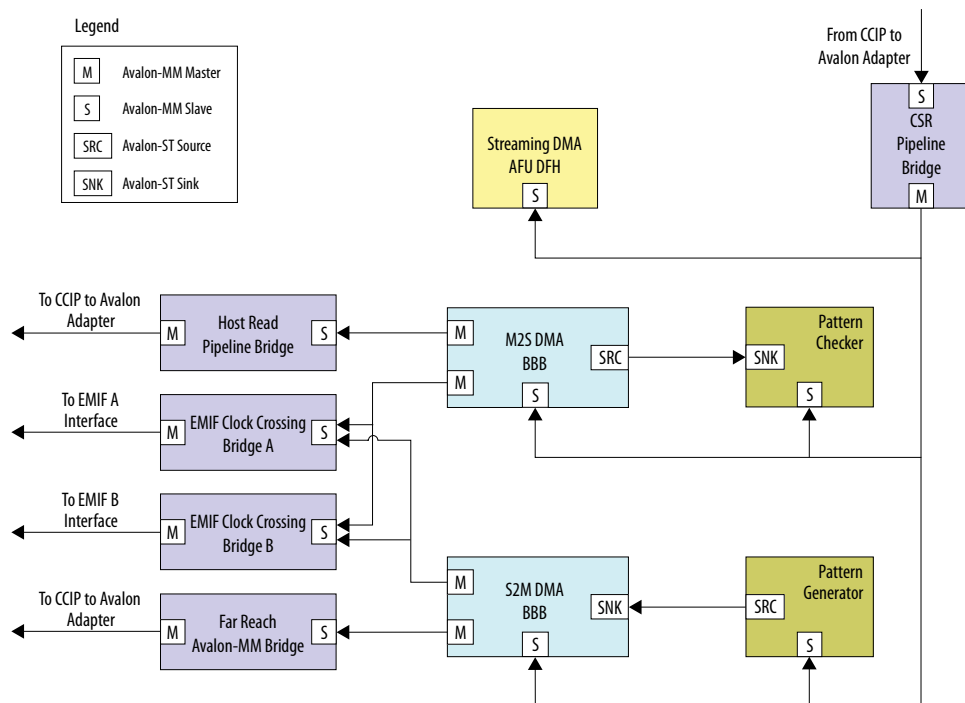 Legend
M Avalon-MM Master
S Avalon-MM Slave
SRC Avalon-ST Source
SNK Avalon-ST Sink
From CCIP to
Avalon Adapter
S
CSR
Pipeline
Bridge
M
Streaming DMA
AFU DFH
S
To CCIP to Avalon
Adapter
M
Host Read
Pipeline Bridge
S
M
M
M2S DMA
BBB
SRC
S
SNK
Pattern
Checker
S
To EMIF A
Interface
M
EMIF Clock Crossing
Bridge A
S
To EMIF B
Interface
M
EMIF Clock Crossing
Bridge B
S
To CCIP to Avalon
Adapter
M
Far Reach
Avalon-MM Bridge
S
M
M
S2M DMA
BBB
SNK
S
SRC
Pattern
Generator
S